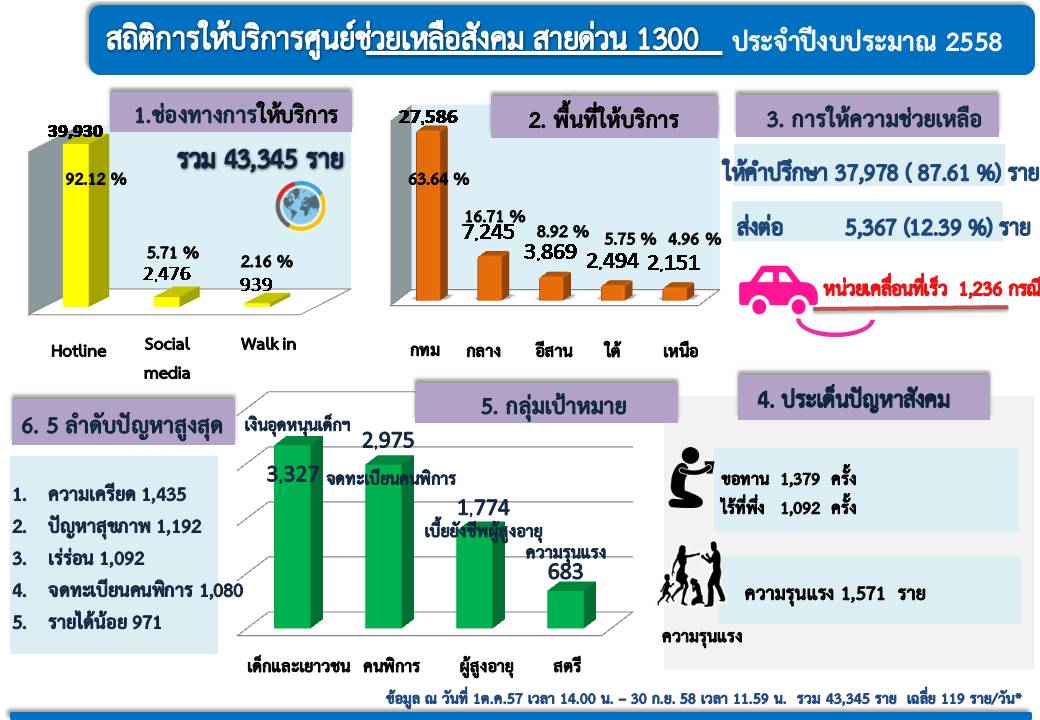 สถิติการให้บริการศูนย์ช่วยเหลือสังคม สายด่วน 1300 ประจำปีงบประมาณ 2558
1.ช่องทางการให้บริการ
รวม 43,345 ราย
39,930
92.12 %
5.71 %
2,476
2.16 %
939
Hotline
Social media
Walk in
2. พื้นที่ให้บริการ
27,586
63.64 %
16.71 %
7,245
8.92 %
3,869
5.75 %
2,494
4.96 %
2,151
กทม
กลาง
อีสาน
ใต้
เหนือ
3. การให้ความช่วยเหลือ
ให้คำปรึกษา 37,978 ( 87.61 %) ราย
ส่งต่อ 5,367 (12.39 %) ราย
หน่วยเคลื่อนที่เร็ว 1,236 กรณี
6. 5 ลำดับปัญหาสูงสุด
1. ความเครียด 1,435
2. ปัญหาสุขภาพ 1,192
3. เร่ร่อน 1,092
4. จดทะเบียนคนพิการ 1,080
5. รายได้น้อย 971
5. กลุ่มเป้าหมาย
เงินอุดหนุนเด็กฯ
3,327
2,975
จดทะเบียนคนพิการ
1,774
เบี้ยยังชีพผู้สูงอายุ
ความรุนแรง
683
เด็กและเยาวชน
คนพิการ
ผู้สูงอายุ
สตรี
4. ประเด็นปัญหาสังคม
ขอทาน 1,379 ครั้ง
ไร้ที่พึ่ง 1,092 ครั้ง
ความรุนแรง 1,571 ราย
ความรุนแรง
ข้อมูล ณ วันที่ 1ต.ค.57 เวลา 14.00 น. – 30 ก.ย. 58 เวลา 11.59 น. รวม 43,345 ราย เฉลี่ย 119 ราย/วัน*